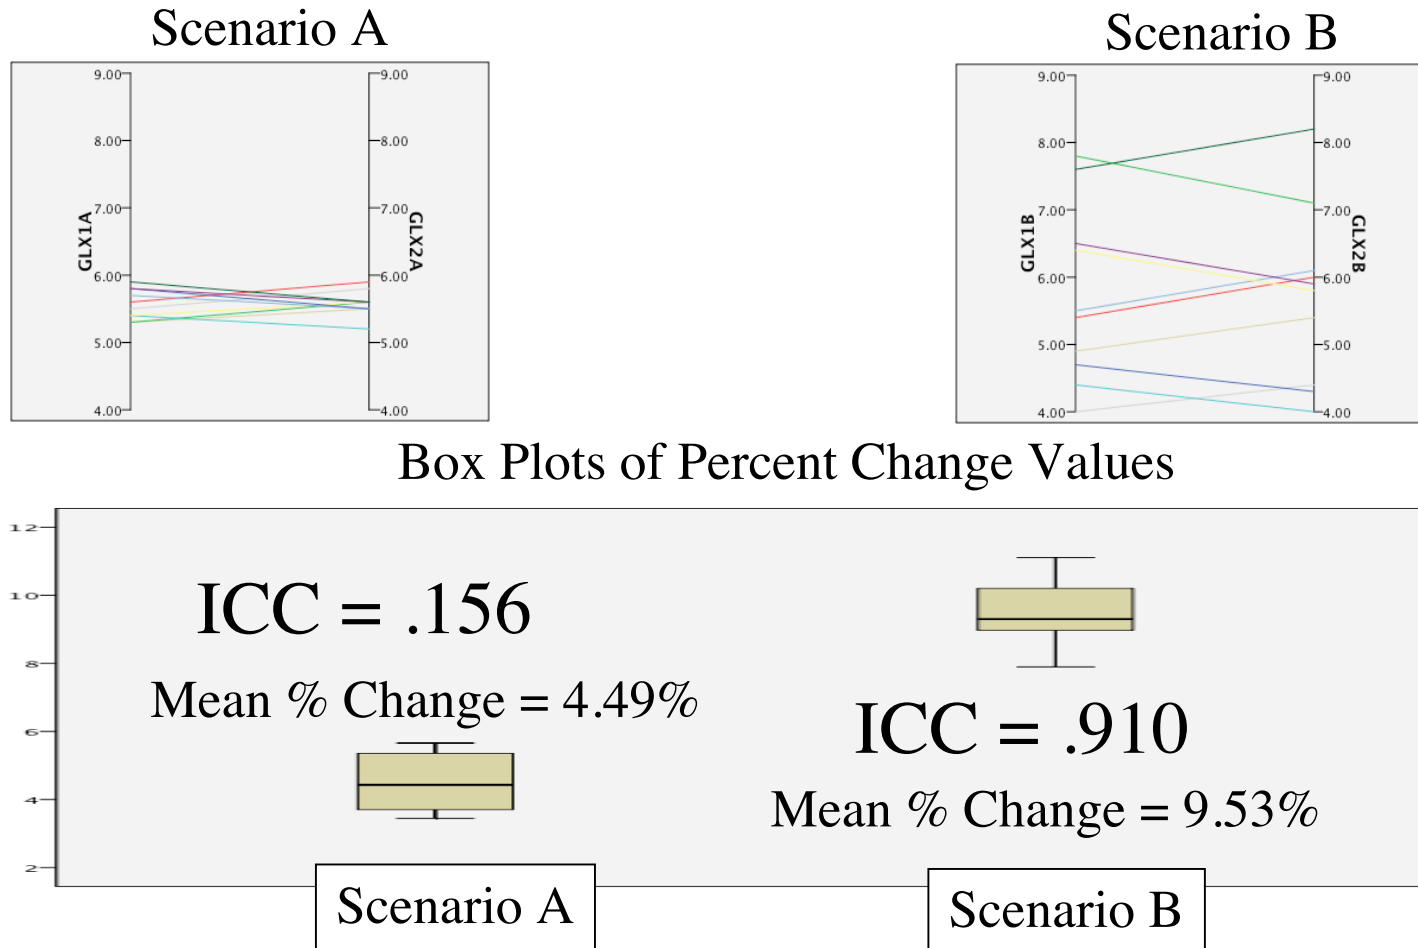 Scenario A
Scenario B
9.00
8.00
7.00
6.00
5.00
4.00
GLX1A
9.00
8.00
7.00
6.00
5.00
4.00
GLX2A
9.00
8.00
7.00
6.00
5.00
4.00
GLX1B
9.00
8.00
7.00
6.00
5.00
4.00
GLX2B
Box Plots of Percent Change Values
12
10
8
6
4
2
ICC = .156
Mean % Change = 4.49%
ICC = .910
Mean % Change = 9.53%
Scenario A
Scenario B